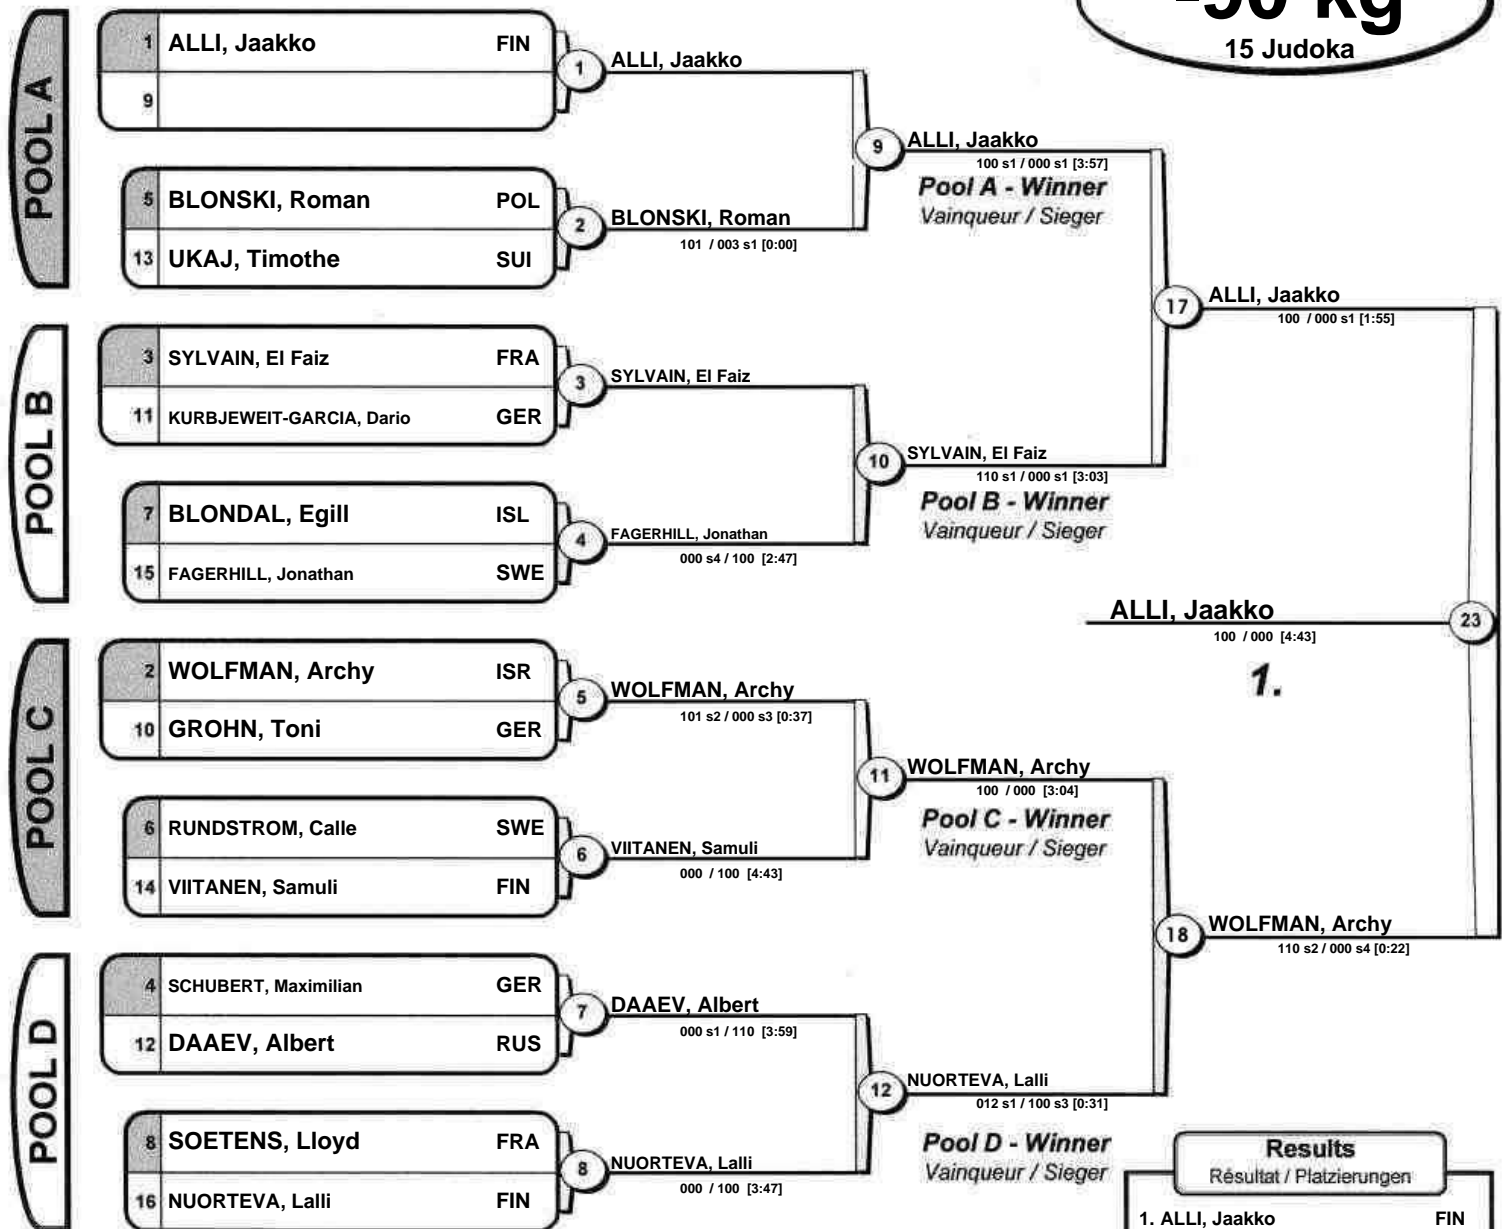 -90 kg
15 Judoka
POOL A
1 ALLI, Jaakko FIN
9
5 BLONSKI, Roman POL
13 UKAJ, Timothe SUI
1 ALLI, Jaakko
2 BLONSKI, Roman
101 / 003 s1 [0:00]
9 ALLI, Jaakko
100 s1 / 000 s1 [3:57]
Pool A - Winner
Vainqueur / Sieger
POOL B
3 SYLVAIN, El Faiz FRA
11 KURBJEWEIT-GARCIA, Dario GER
7 BLONDAL, Egill ISL
15 FAGERHILL, Jonathan SWE
3 SYLVAIN, El Faiz
4 FAGERHILL, Jonathan
000 s4 / 100 [2:47]
10 SYLVAIN, El Faiz
110 s1 / 000 s1 [3:03]
Pool B - Winner
Vainqueur / Sieger
17 ALLI, Jaakko
100 / 000 s1 [1:55]
POOL C
2 WOLFMAN, Archy ISR
10 GROHN, Toni GER
6 RUNDSTROM, Calle SWE
14 VIITANEN, Samuli FIN
5 WOLFMAN, Archy
101 s2 / 000 s3 [0:37]
6 VIITANEN, Samuli
000 / 100 [4:43]
11 WOLFMAN, Archy
100 / 000 [3:04]
Pool C - Winner
Vainqueur / Sieger
ALLI, Jaakko 23
100 / 000 [4:43]
1.
POOL D
4 SCHUBERT, Maximilian GER
12 DAAEV, Albert RUS
8 SOETENS, Lloyd FRA
16 NUORTEVA, Lalli FIN
7 DAAEV, Albert
000 s1 / 110 [3:59]
8 NUORTEVA, Lalli
000 / 100 [3:47]
12 NUORTEVA, Lalli
012 s1 / 100 s3 [0:31]
Pool D - Winner
Vainqueur / Sieger
18 WOLFMAN, Archy
110 s2 / 000 s4 [0:22]
Results
Résultat / Platzierungen
1. ALLI, Jaakko FIN